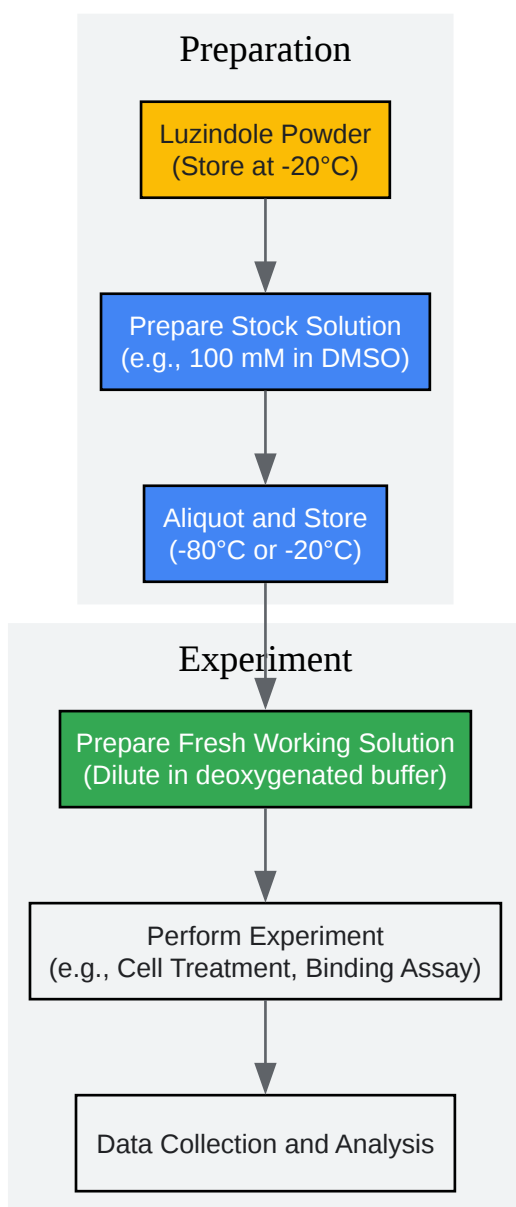 Preparation
Luzindole Powder
(Store at -20°C)
Prepare Stock Solution
(e.g., 100 mM in DMSO)
Aliquot and Store
(-80°C or -20°C)
Experiment
Prepare Fresh Working Solution
(Dilute in deoxygenated buffer)
Perform Experiment
(e.g., Cell Treatment, Binding Assay)
Data Collection and Analysis